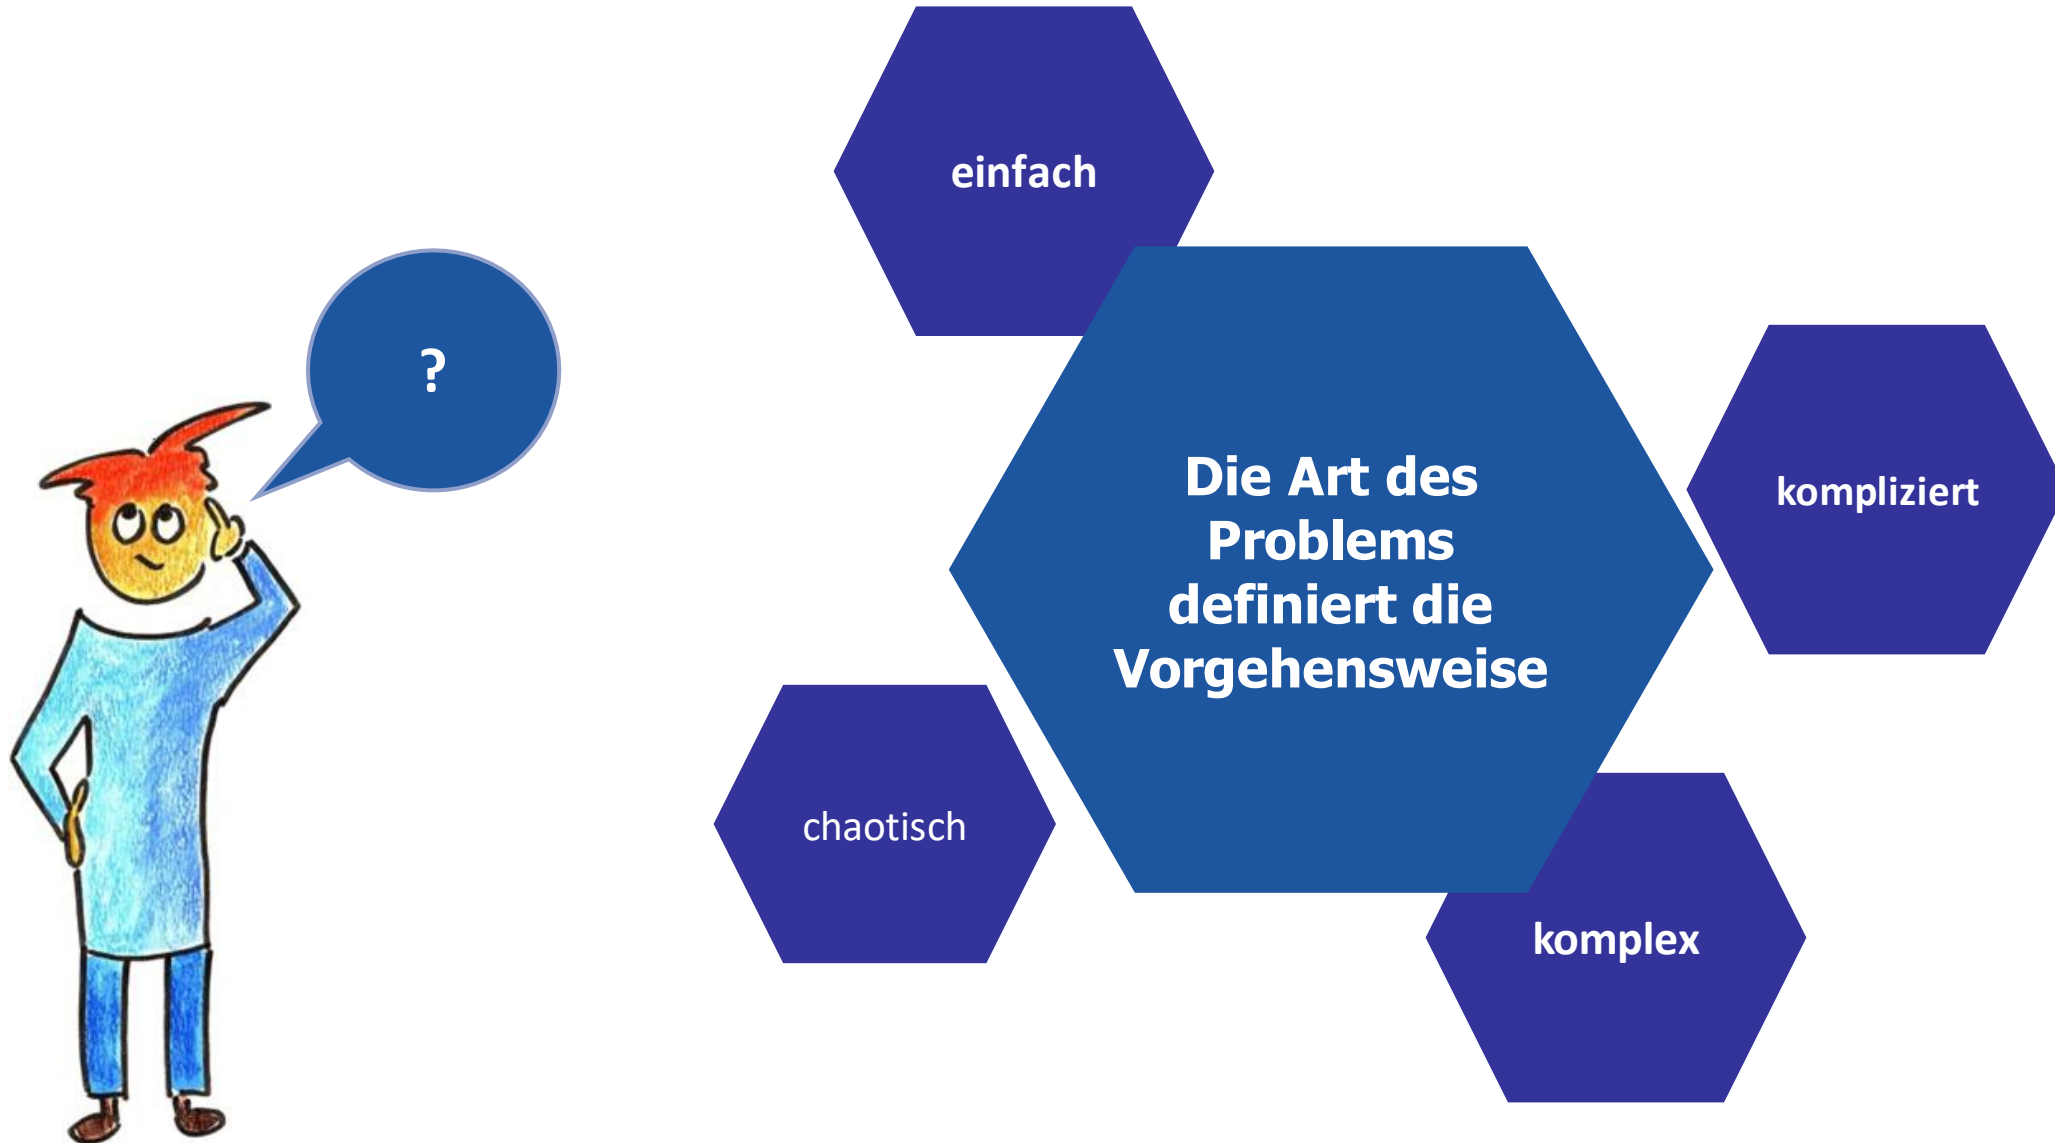 ?
einfach
Die Art des
Problems
definiert die
Vorgehensweise
kompliziert
chaotisch
komplex